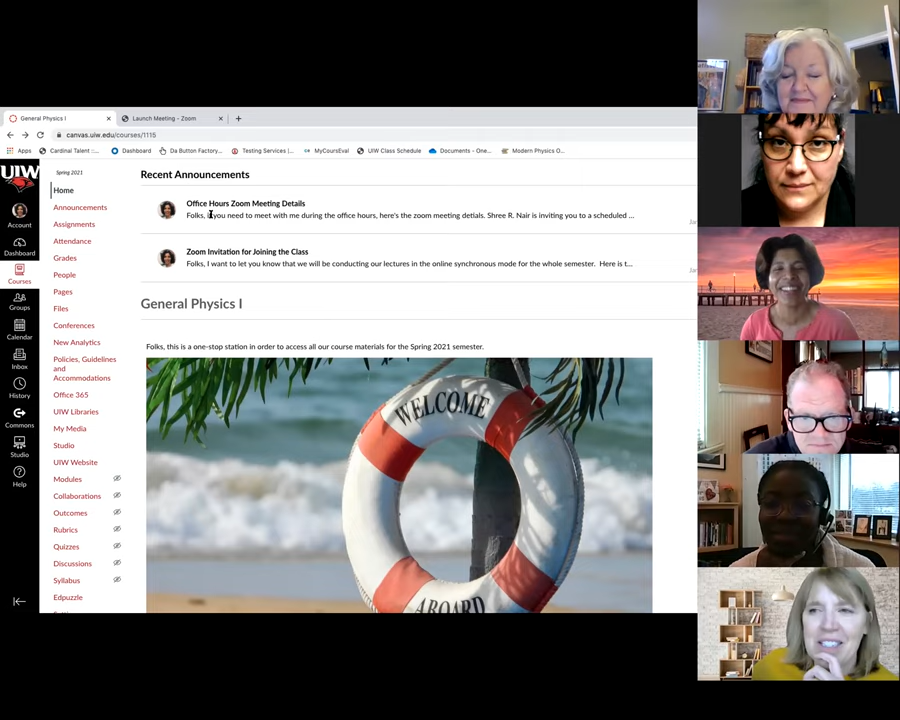 General Physics I
Launch Meeting - Zoom
canvas.uiw.edu/courses/1115
Apps
Cardinal Talent :...
Dashboard
Da Button Factory...
Testing Services |...
MyCoursEval
UIW Class Schedule
Documents - One...
Modern Physics O...
UIW
Account
Dashboard
Courses
Groups
Calendar
Inbox
History
Commons
Studio
Help
Spring 2021
Home
Announcements
Assignments
Attendance
Grades
People
Pages
Files
Conferences
New Analytics
Policies, Guidelines
and
Accommodations
Office 365
UIW Libraries
My Media
Studio
UIW Website
Modules
Collaborations
Outcomes
Rubrics
Quizzes
Discussions
Syllabus
Edpuzzle
Recent Announcements
Office Hours Zoom Meeting Details
Folks, if you need to meet with me during the office hours, here's the zoom meeting detials. Shree R. Nair is inviting you to a scheduled ...
Zoom Invitation for Joining the Class
Folks, I want to let you know that we will be conducting our lectures in the online synchronous mode for the whole semester. Here is t...
General Physics I
Folks, this is a one-stop station in order to access all our course materials for the Spring 2021 semester.
WELCOME
ABOARD